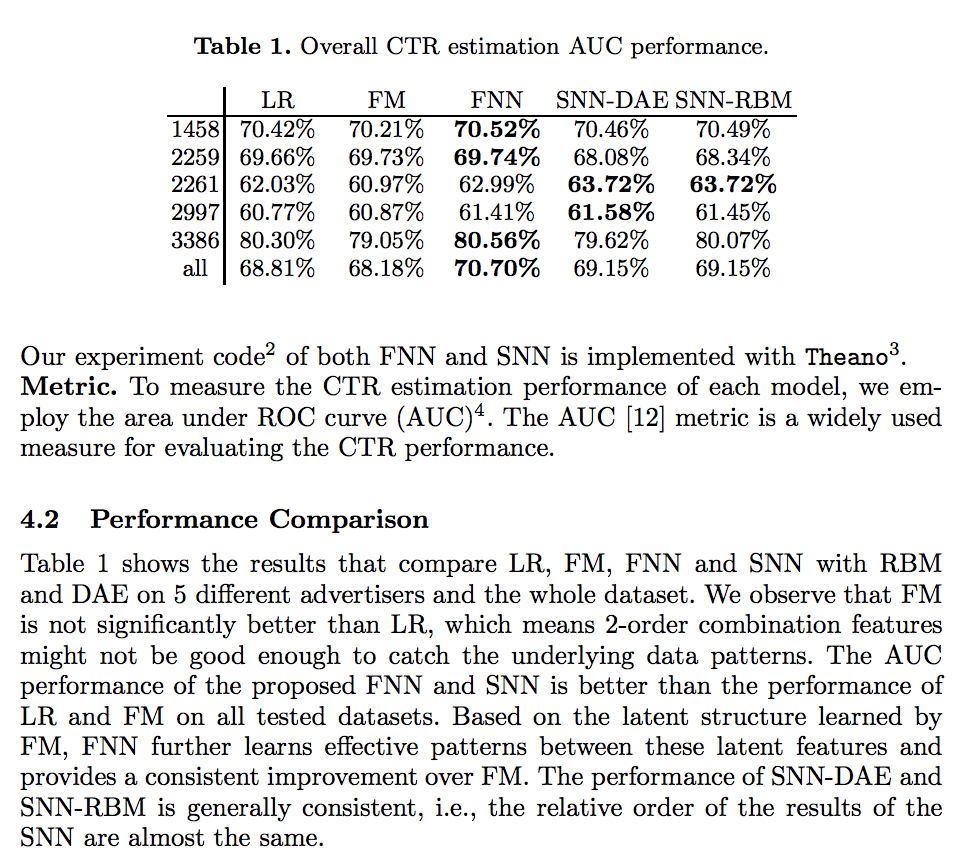 Table 1. Overall CTR estimation AUC performance.
LR FM FNN SNN-DAE SNN-RBM
1458 70.42% 70.21% 70.52% 70.46% 70.49%
2259 69.66% 69.73% 69.74% 68.08% 68.34%
2261 62.03% 60.97% 62.99% 63.72% 63.72%
2997 60.77% 60.87% 61.41% 61.58% 61.45%
3386 80.30% 79.05% 80.56% 79.62% 80.07%
all 68.81% 68.18% 70.70% 69.15% 69.15%
Our experiment code² of both FNN and SNN is implemented with Theano³.
Metric. To measure the CTR estimation performance of each model, we em-
ploy the area under ROC curve (AUC)⁴. The AUC [12] metric is a widely used
measure for evaluating the CTR performance.
4.2 Performance Comparison
Table 1 shows the results that compare LR, FM, FNN and SNN with RBM
and DAE on 5 different advertisers and the whole dataset. We observe that FM
is not significantly better than LR, which means 2-order combination features
might not be good enough to catch the underlying data patterns. The AUC
performance of the proposed FNN and SNN is better than the performance of
LR and FM on all tested datasets. Based on the latent structure learned by
FM, FNN further learns effective patterns between these latent features and
provides a consistent improvement over FM. The performance of SNN-DAE and
SNN-RBM is generally consistent, i.e., the relative order of the results of the
SNN are almost the same.